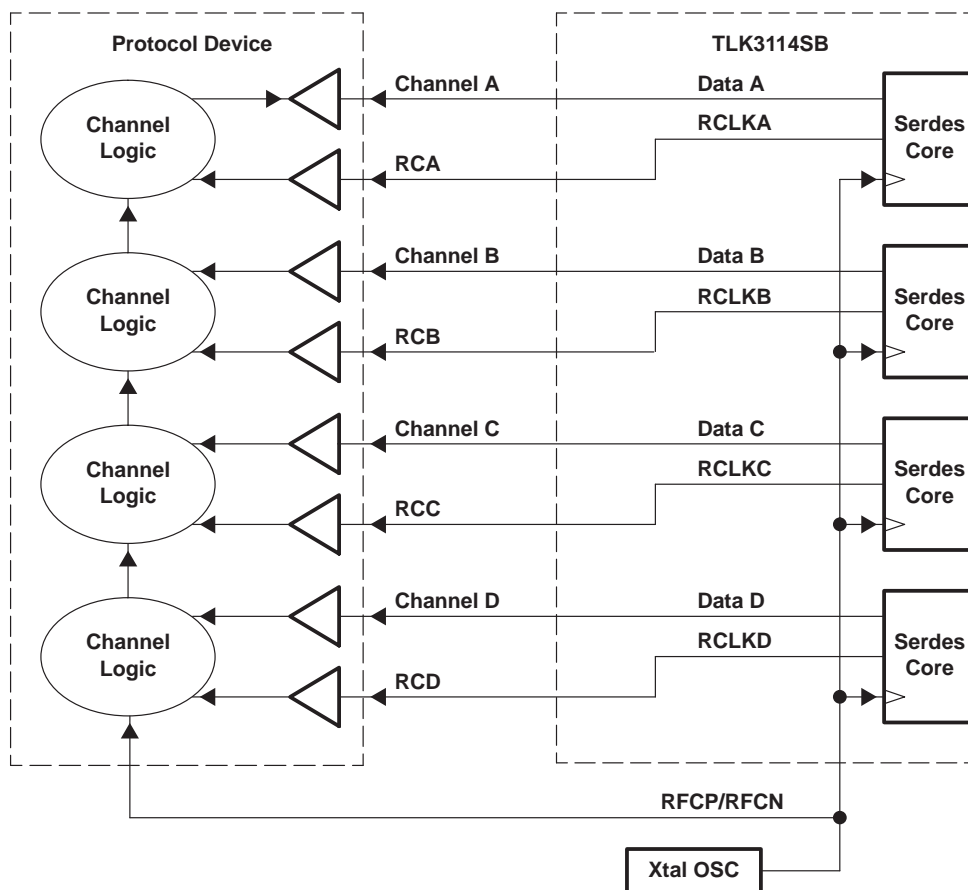 Protocol Device
TLK3114SB
Channel Logic
Channel A
Data A
RCLKA
RCA
Serdes Core
Channel Logic
Channel B
Data B
RCLKB
RCB
Serdes Core
Channel Logic
Channel C
Data C
RCLKC
RCC
Serdes Core
Channel Logic
Channel D
Data D
RCLKD
RCD
Serdes Core
RFCP/RFCN
Xtal OSC